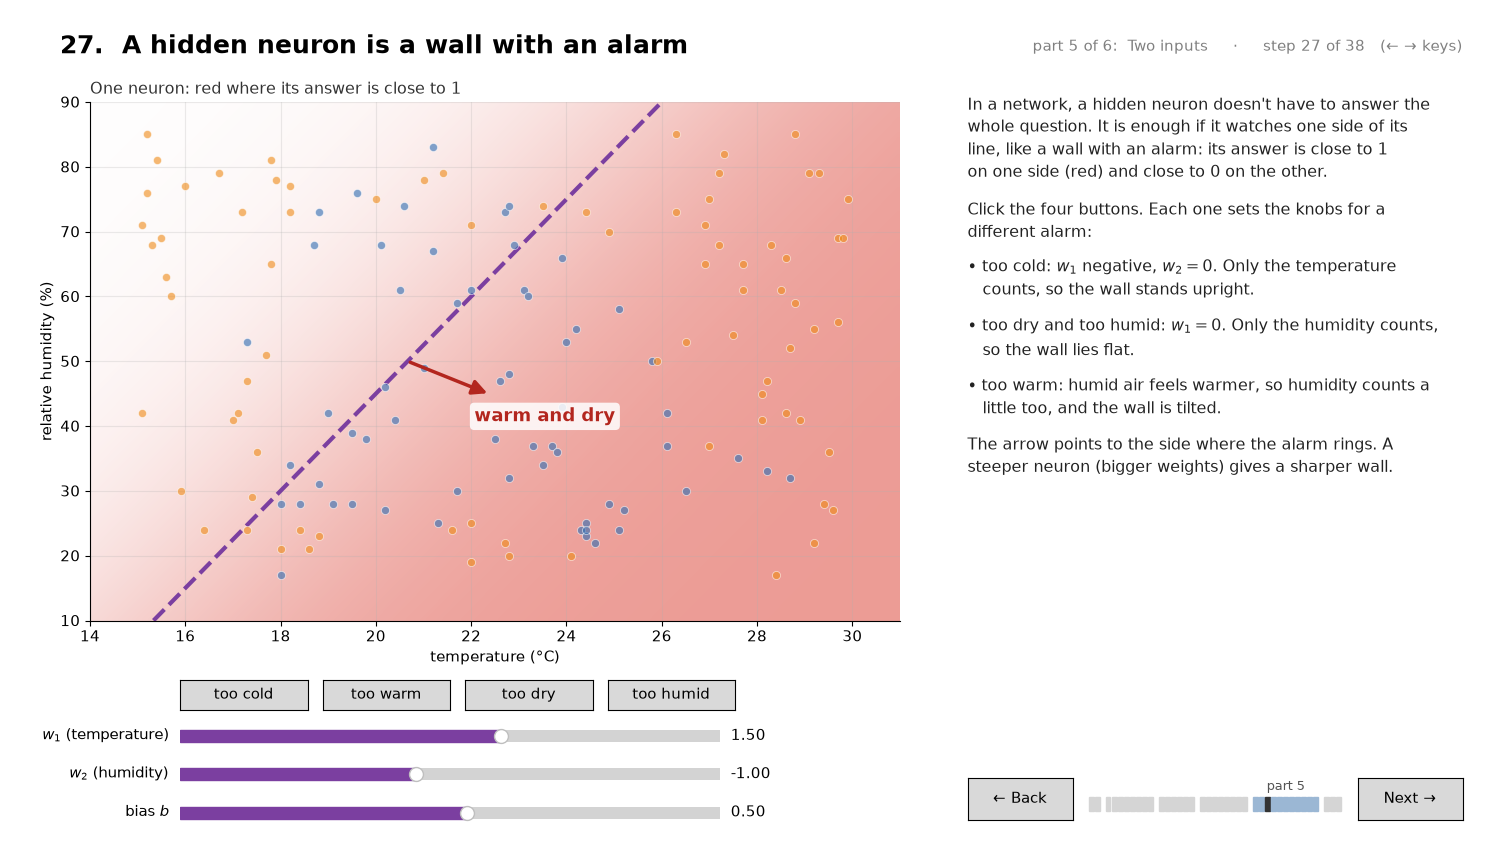 27.  A hidden neuron is a wall with an alarm
part 5 of 6:  Two inputs   ·   step 27 of 38   (← → keys)
One neuron: red where its answer is close to 1
90
80
70
60
50
40
30
20
10
relative humidity (%)
warm and dry
14 16 18 20 22 24 26 28 30
temperature (°C)
too cold
too warm
too dry
too humid
w₁ (temperature) 1.50
w₂ (humidity) -1.00
bias b 0.50
In a network, a hidden neuron doesn't have to answer the
whole question. It is enough if it watches one side of its
line, like a wall with an alarm: its answer is close to 1
on one side (red) and close to 0 on the other.
Click the four buttons. Each one sets the knobs for a
different alarm:
• too cold: w₁ negative, w₂ = 0. Only the temperature
counts, so the wall stands upright.
• too dry and too humid: w₁ = 0. Only the humidity counts,
so the wall lies flat.
• too warm: humid air feels warmer, so humidity counts a
little too, and the wall is tilted.
The arrow points to the side where the alarm rings. A
steeper neuron (bigger weights) gives a sharper wall.
← Back
part 5
Next →